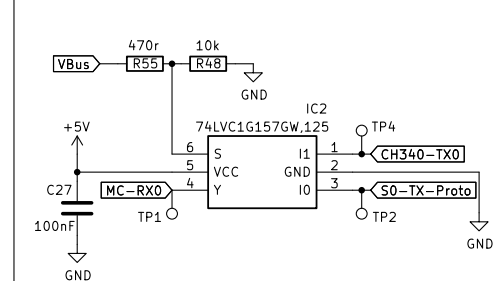 470r 10k
VBus R55 R48
GND
IC2
+5V 74LVC1G157GW,125 TP4
6 S I1 1 CH340-TX0
5 VCC GND 2
C27 MC-RX0 4 Y I0 3 S0-TX-Proto
100nF TP1 TP2
GND
GND